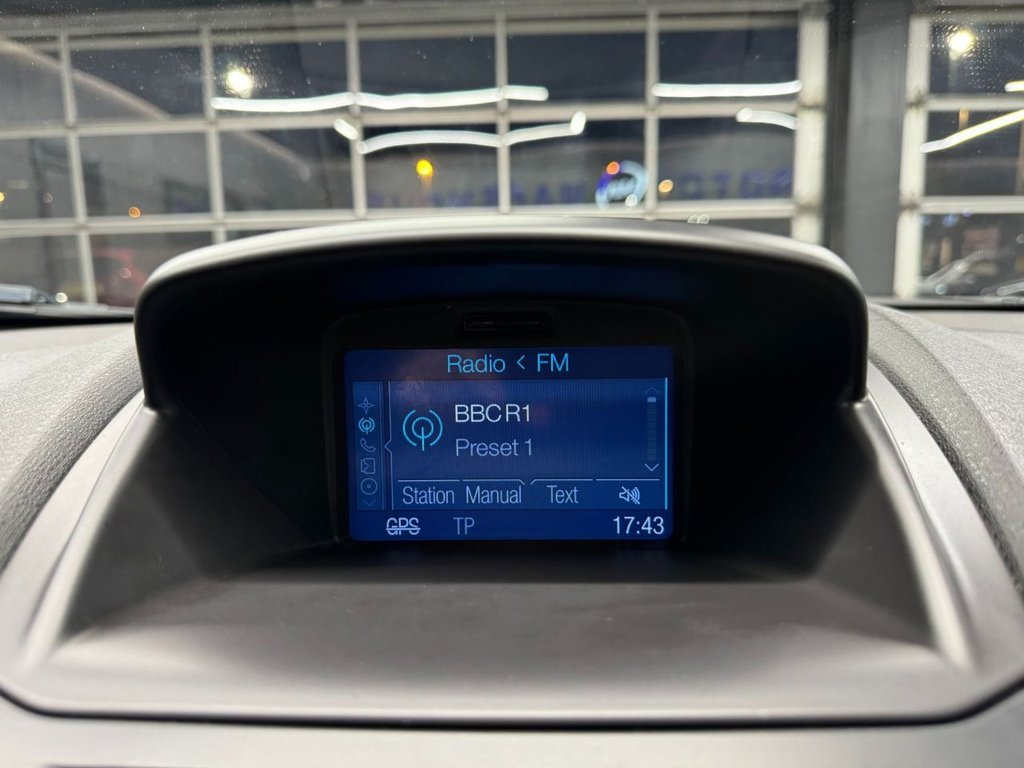 Radio < FM
BBC R1
Preset 1
Station Manual Text
GPS TP 17:43